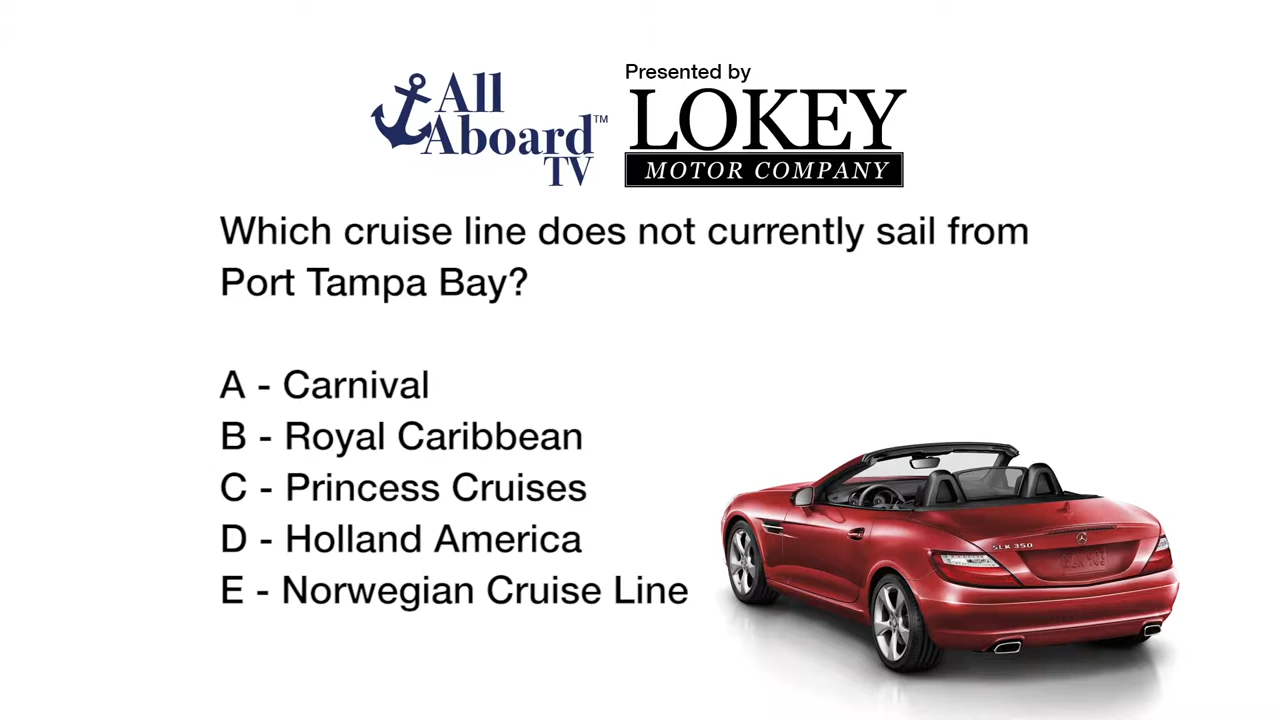 All
Aboard™
TV
Presented by
LOKEY
MOTOR COMPANY
Which cruise line does not currently sail from
Port Tampa Bay?
A - Carnival
B - Royal Caribbean
C - Princess Cruises
D - Holland America
E - Norwegian Cruise Line
SLK 350